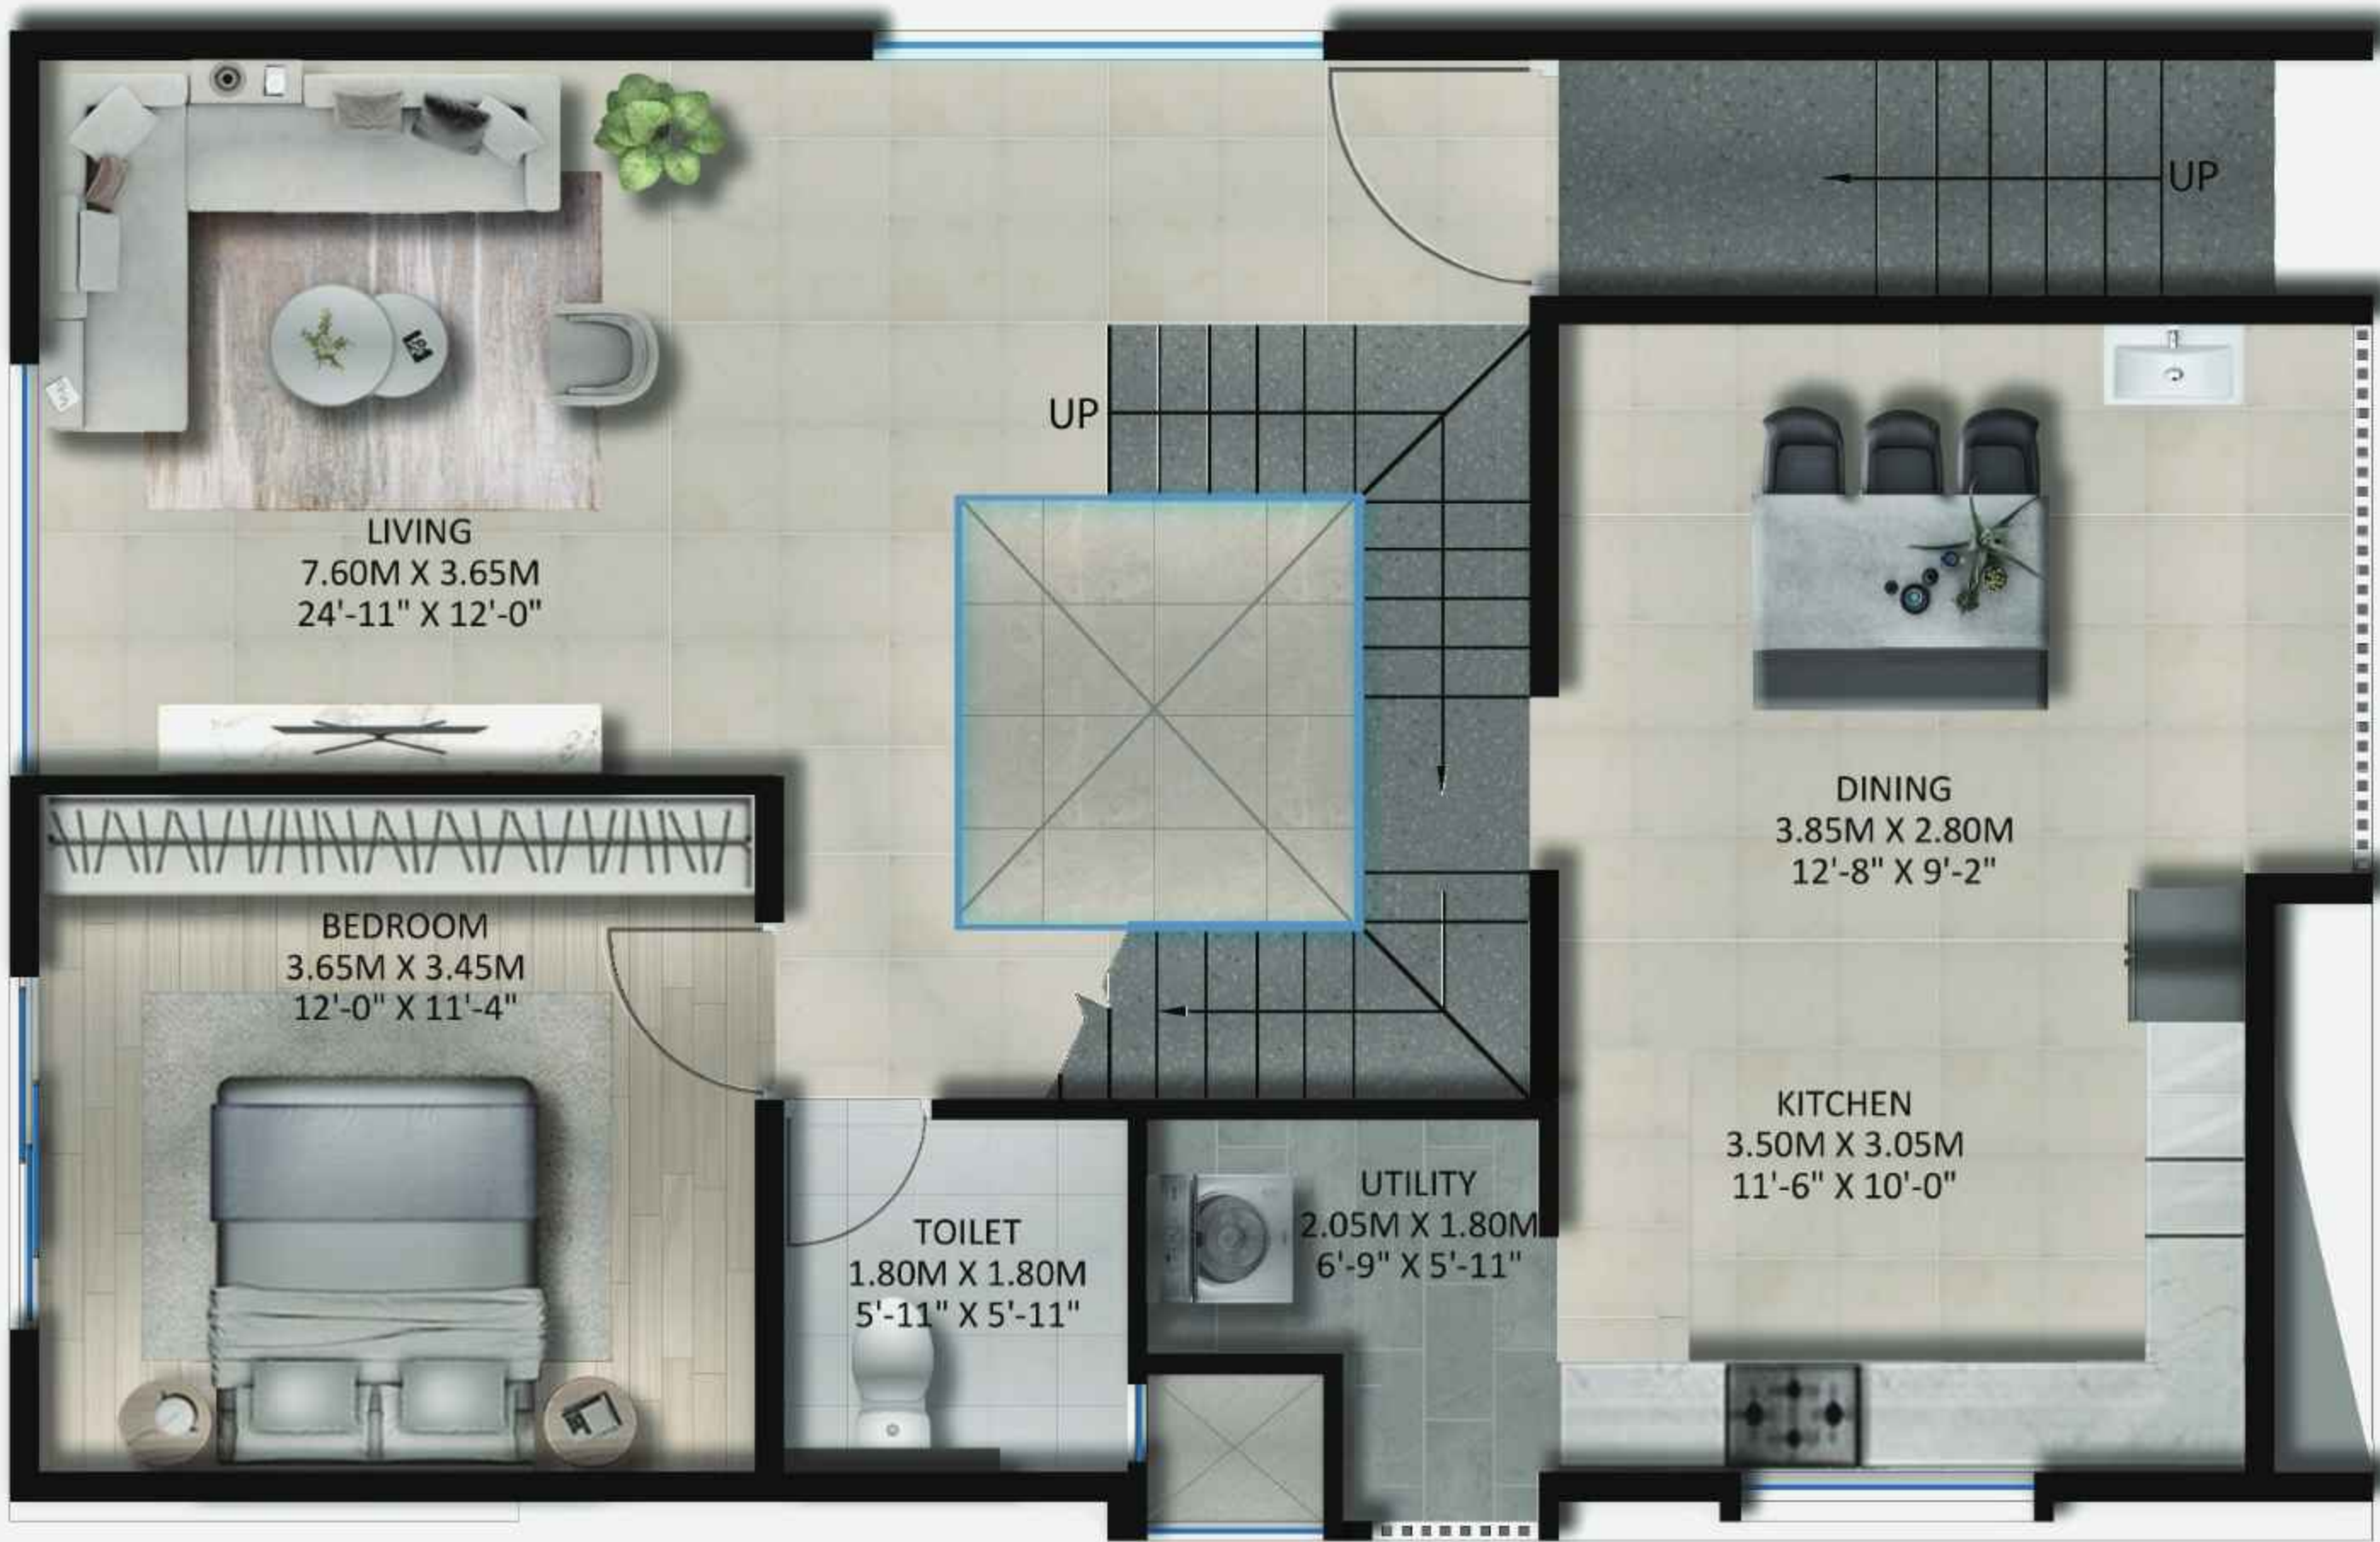 UP
UP
LIVING
7.60M X 3.65M
24'-11" X 12'-0"
DINING
3.85M X 2.80M
12'-8" X 9'-2"
BEDROOM
3.65M X 3.45M
12'-0" X 11'-4"
KITCHEN
3.50M X 3.05M
11'-6" X 10'-0"
UTILITY
2.05M X 1.80M
6'-9" X 5'-11"
TOILET
1.80M X 1.80M
5'-11" X 5'-11"